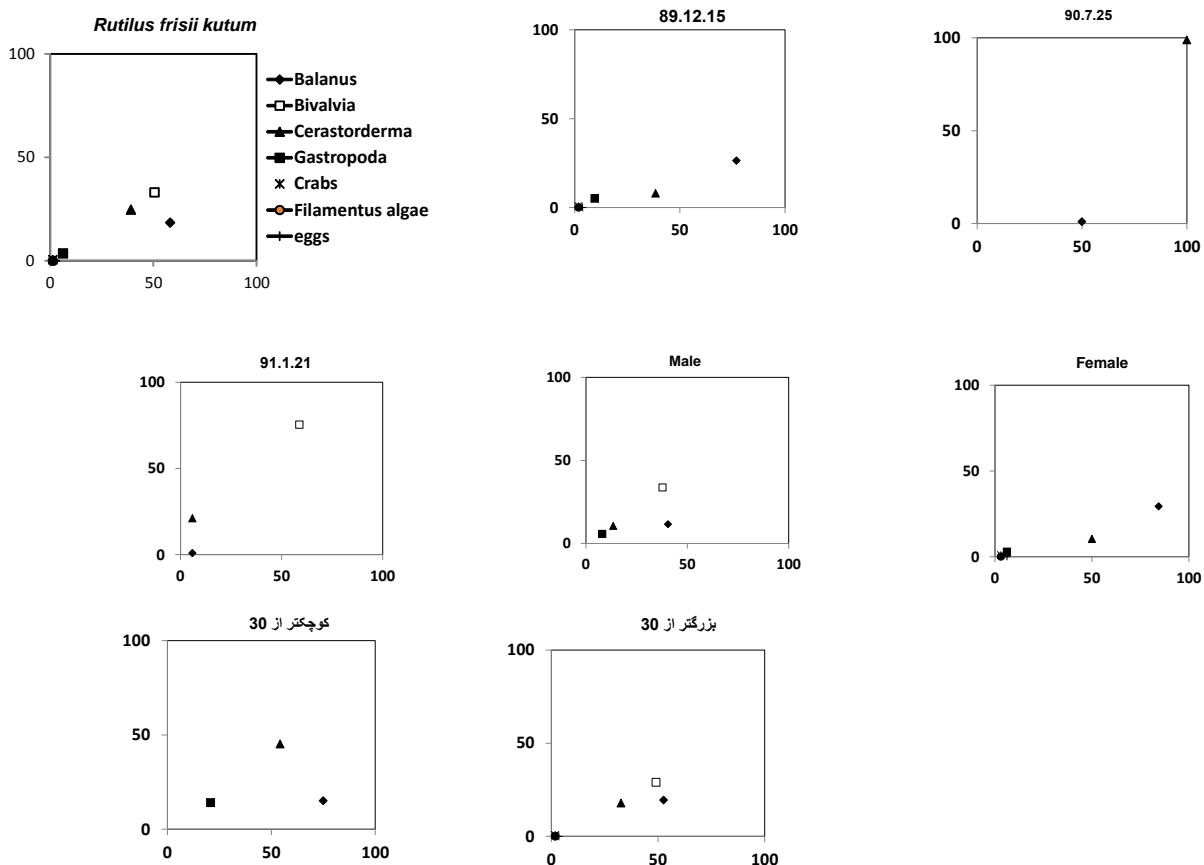 Rutilus frisii kutum
100
50
0
0 50 100
Balanus
Bivalvia
Cerastorderma
Gastropoda
Crabs
Filamentus algae
eggs
89.12.15
100
50
0
0 50 100
90.7.25
100
50
0
0 50 100
91.1.21
100
50
0
0 50 100
Male
100
50
0
0 50 100
Female
100
50
0
0 50 100
کوچکتر از 30
100
50
0
0 50 100
بزرگتر از 30
100
50
0
0 50 100